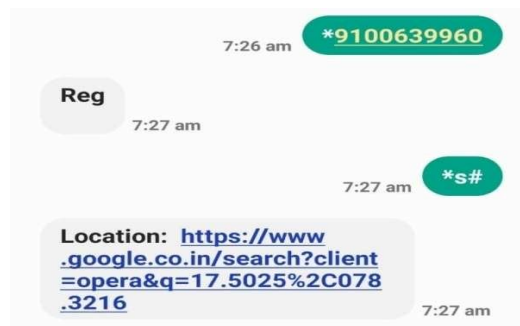 *9100639960
7:26 am
Reg
7:27 am
*s#
7:27 am
Location: https://www
.google.co.in/search?client
=opera&q=17.5025%2C078
.3216
7:27 am